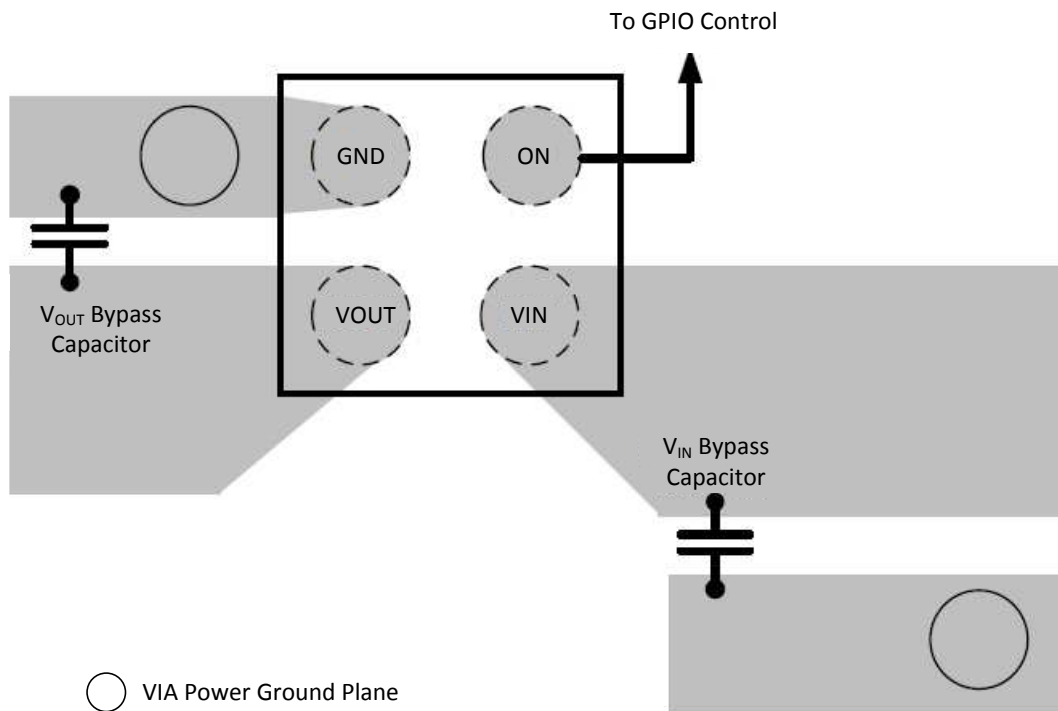 To GPIO Control
GND
ON
VOUT
VIN
VOUT Bypass
Capacitor
VIN Bypass
Capacitor
VIA Power Ground Plane